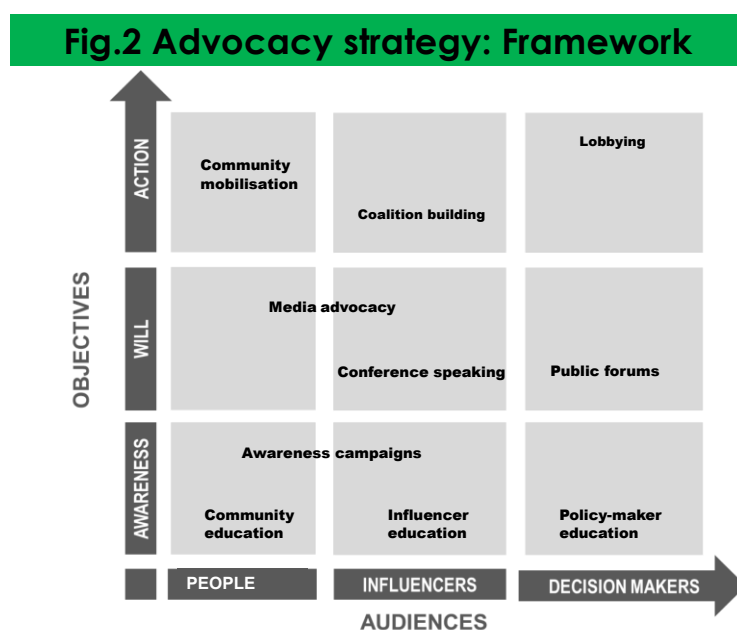 Fig.2 Advocacy strategy: Framework
OBJECTIVES
ACTION
Community
mobilisation
Coalition building
Lobbying
WILL
Media advocacy
Conference speaking
Public forums
AWARENESS
Awareness campaigns
Community
education
Influencer
education
Policy-maker
education
PEOPLE
INFLUENCERS
DECISION MAKERS
AUDIENCES